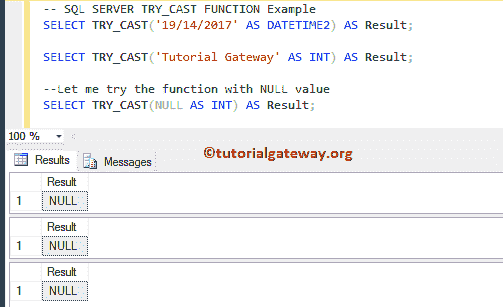 -- SQL SERVER TRY_CAST FUNCTION Example
SELECT TRY_CAST('19/14/2017' AS DATETIME2) AS Result;
SELECT TRY_CAST('Tutorial Gateway' AS INT) AS Result;
--Let me try the function with NULL value
SELECT TRY_CAST(NULL AS INT) AS Result;
100 %
©tutorialgateway.org
Results Messages
Result
1 NULL
Result
1 NULL
Result
1 NULL